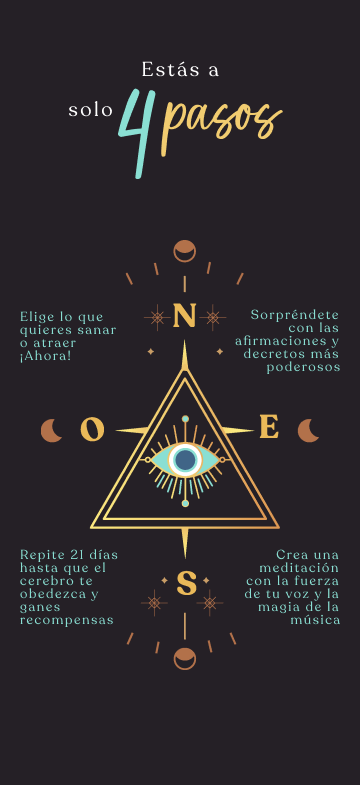 Estás a
solo 4 pasos
N
Elige lo que
quieres sanar
o atraer
¡Ahora!
Sorpréndete
con las
afirmaciones y
decretos más
poderosos
O
E
Repite 21 días
hasta que el
cerebro te
obedezca y
ganes
recompensas
S
Crea una
meditación
con la fuerza
de tu voz y la
magia de la
música